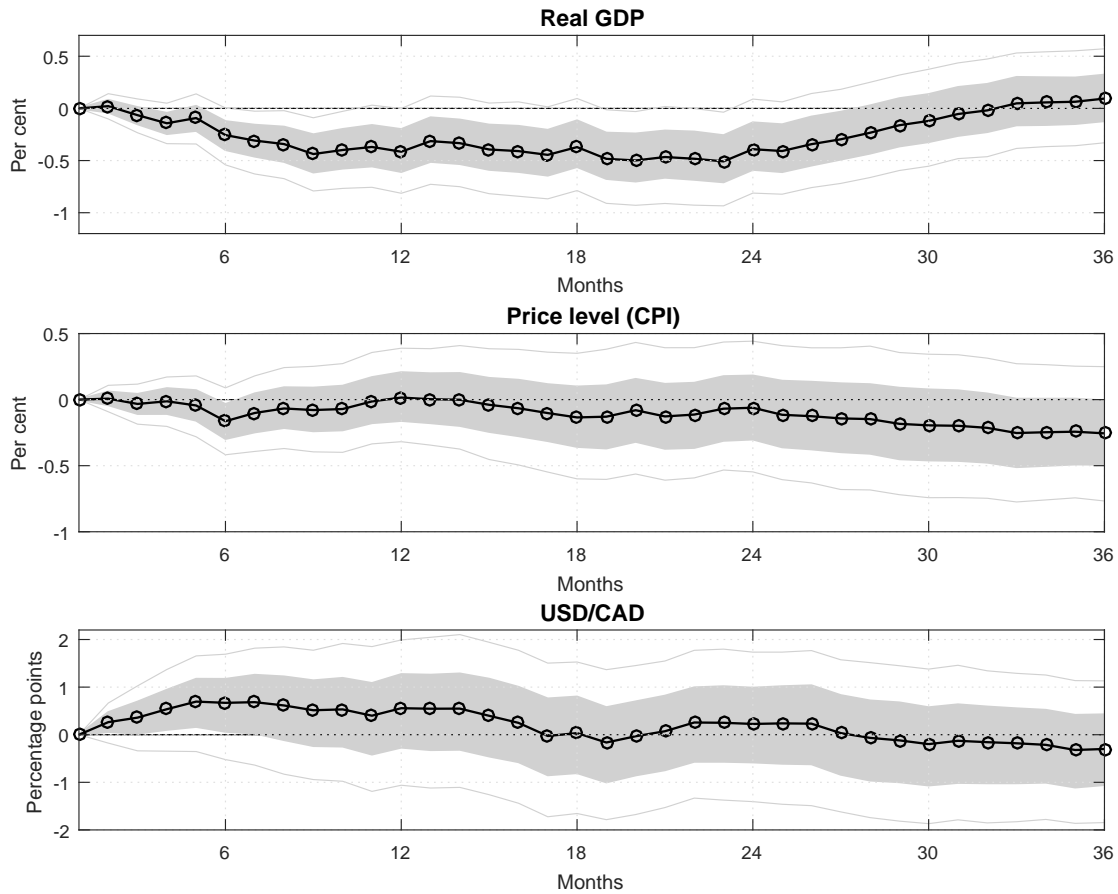 Real GDP
Per cent
0.5
0
-0.5
-1
6 12 18 24 30 36
Months
Price level (CPI)
Per cent
0.5
0
-0.5
-1
6 12 18 24 30 36
Months
USD/CAD
Percentage points
2
1
0
-1
-2
6 12 18 24 30 36
Months